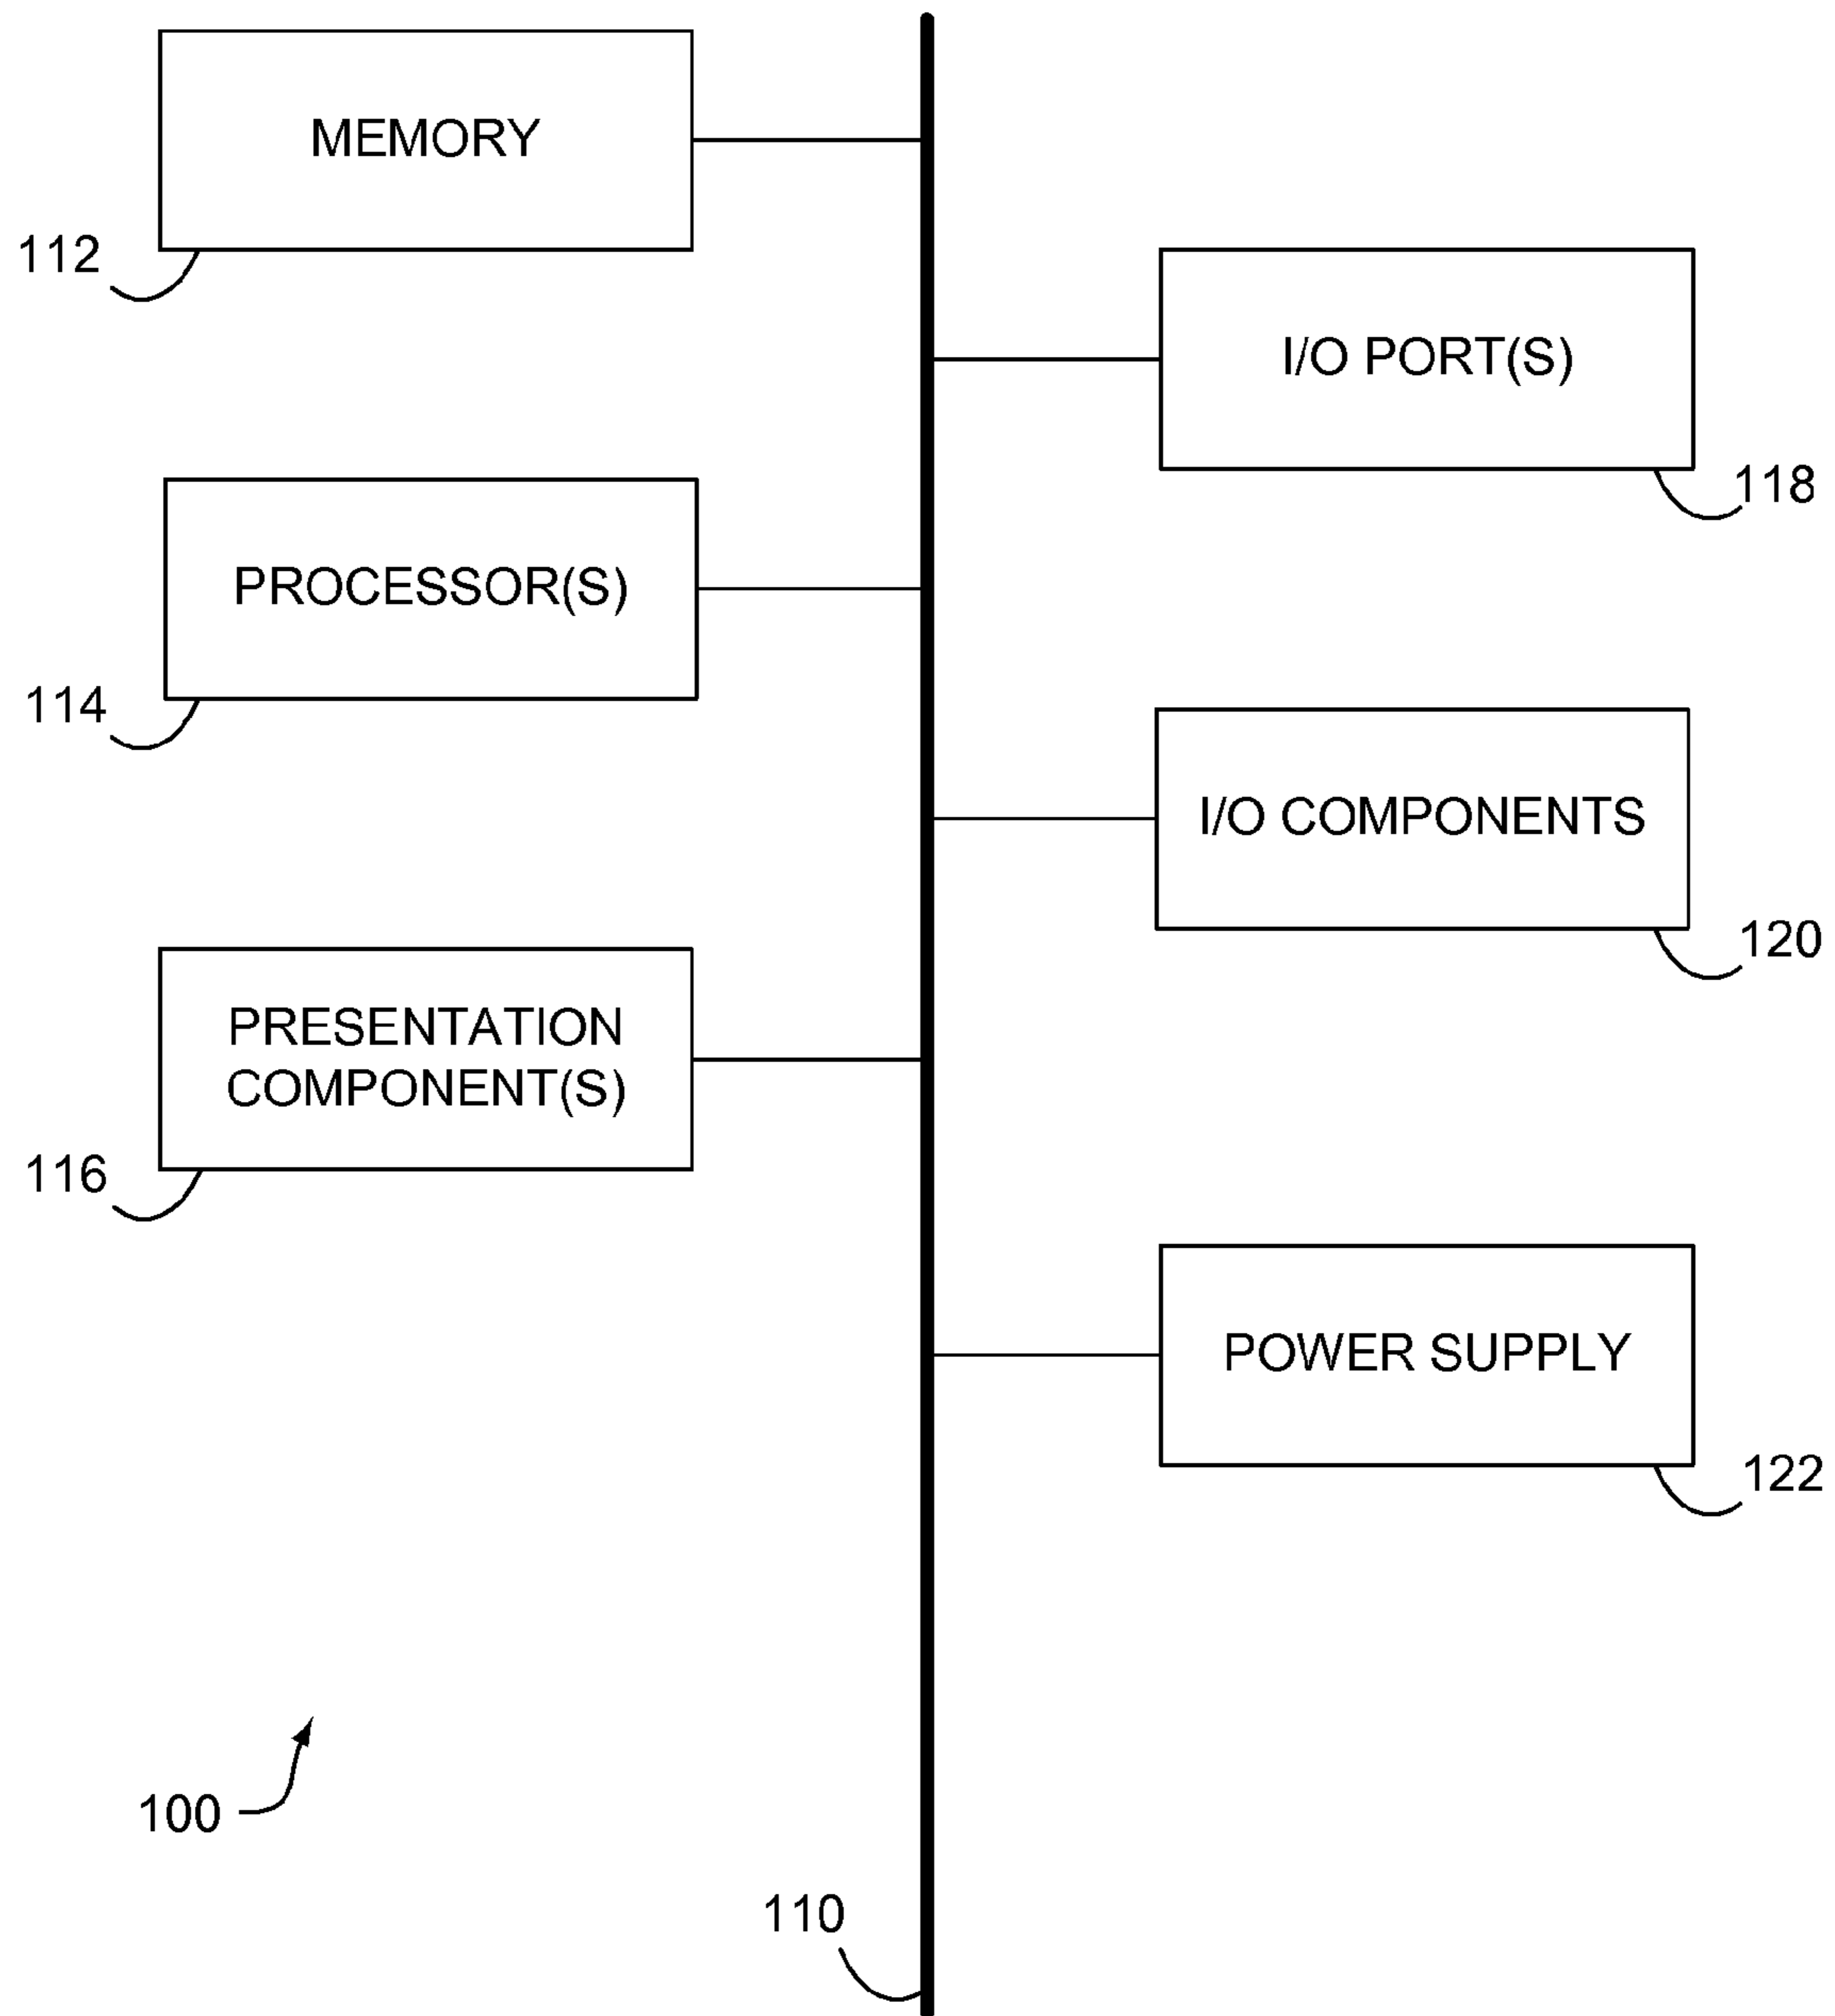 MEMORY
112
I/O PORT(S)
118
PROCESSOR(S)
114
I/O COMPONENTS
120
PRESENTATION
COMPONENT(S)
116
POWER SUPPLY
122
100
110